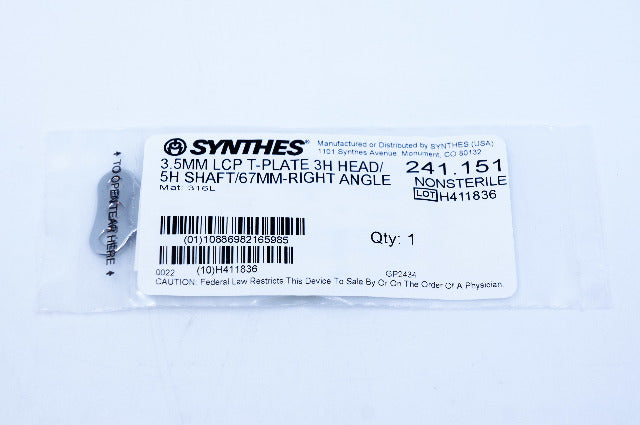 SYNTHES®
Manufactured or Distributed by SYNTHES (USA)
1101 Synthes Avenue, Monument, CO 80132
3.5MM LCP T-PLATE 3H HEAD/
5H SHAFT/67MM-RIGHT ANGLE
Mat: 316L
241.151
NONSTERILE
LOT H411836
(01)10886982165985
Qty: 1
(10)H411836
0022
GP2434
CAUTION: Federal Law Restricts This Device To Sale By Or On The Order Of A Physician.
TO OPEN TEAR HERE